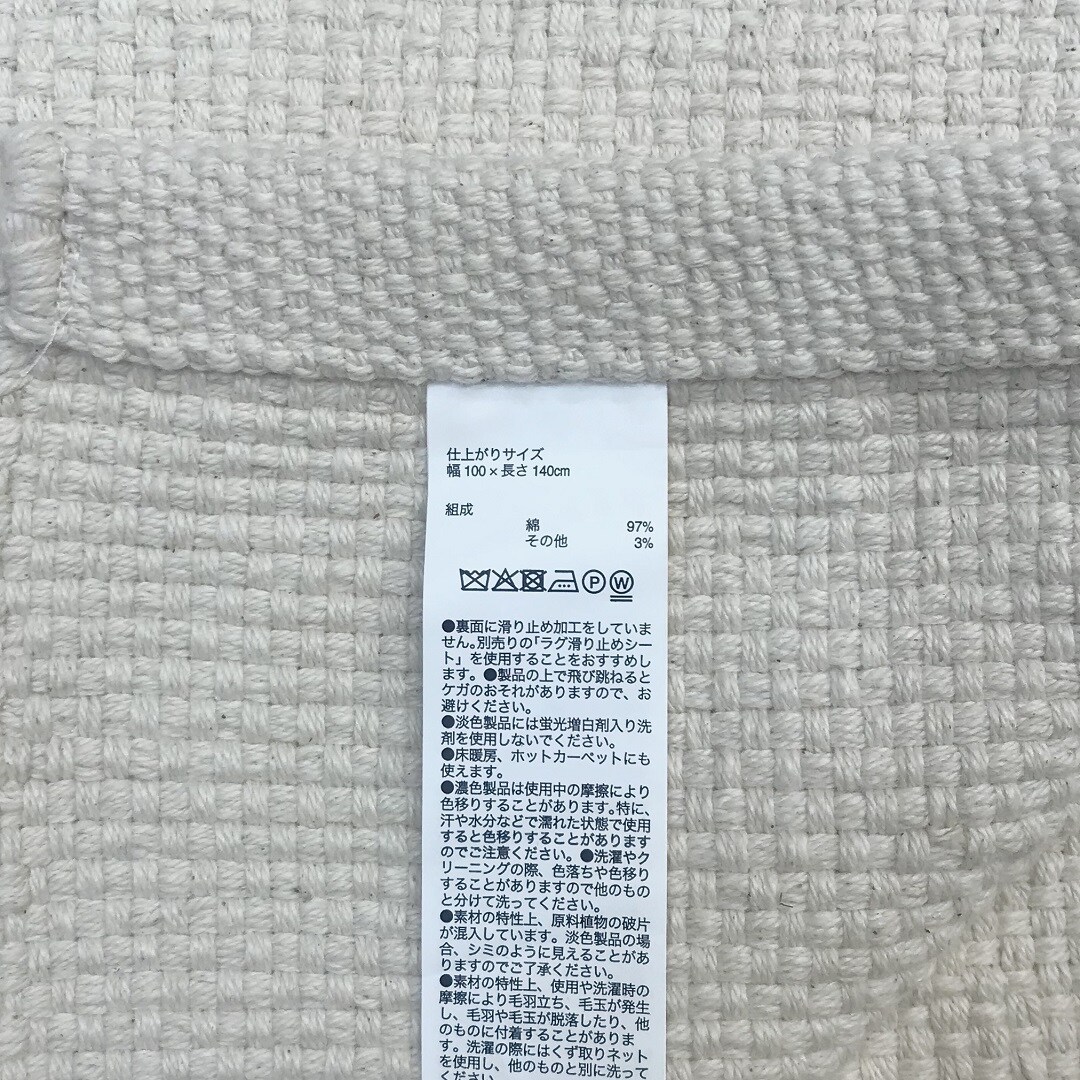 仕上がりサイズ
幅 100 × 長さ 140cm
組成
綿 97%
その他 3%
P W
●裏面に滑り止め加工をしていま
せん。別売りの「ラグ滑り止めシー
ト」を使用することをおすすめし
ます。●製品の上で飛び跳ねると
ケガのおそれがありますので、お
避けください。
●淡色製品には蛍光増白剤入り洗
剤を使用しないでください。
●床暖房、ホットカーペットにも
使えます。
●濃色製品は使用中の摩擦により
色移りすることがあります。特に、
汗や水分などで濡れた状態で使用
すると色移りすることがあります
のでご注意ください。●洗濯やク
リーニングの際、色落ちや色移り
することがありますので他のもの
と分けて洗ってください。
●素材の特性上、原料植物の破片
が混入しています。淡色製品の場
合、シミのように見えることがあ
りますのでご了承ください。
●素材の特性上、使用や洗濯時の
摩擦により毛羽立ち、毛玉が発生
し、毛羽や毛玉が脱落したり、他
のものに付着することがありま
す。洗濯の際にはくず取りネット
を使用し、他のものと別に洗って
ください。